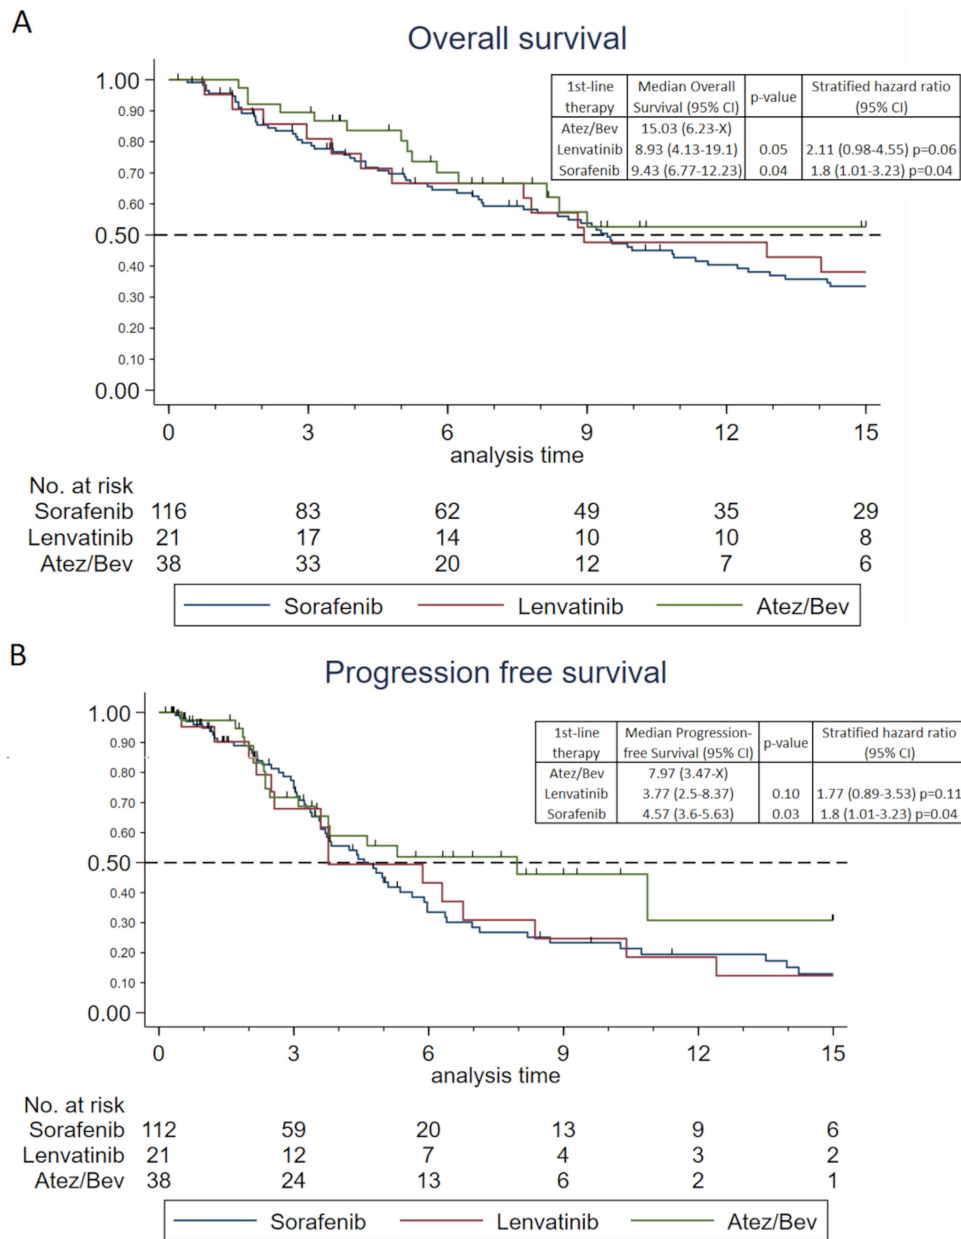 A
Overall survival
1st-line therapy Median Overall Survival (95% CI) p-value Stratified hazard ratio (95% CI)
Atez/Bev 15.03 (6.23-X)
Lenvatinib 8.93 (4.13-19.1) 0.05 2.11 (0.98-4.55) p=0.06
Sorafenib 9.43 (6.77-12.23) 0.04 1.8 (1.01-3.23) p=0.04
1.00
0.90
0.80
0.70
0.60
0.50
0.40
0.30
0.20
0.10
0.00
0 3 6 9 12 15
analysis time
No. at risk
Sorafenib 116 83 62 49 35 29
Lenvatinib 21 17 14 10 10 8
Atez/Bev 38 33 20 12 7 6
Sorafenib Lenvatinib Atez/Bev
B
Progression free survival
1st-line therapy Median Progression-free Survival (95% CI) p-value Stratified hazard ratio (95% CI)
Atez/Bev 7.97 (3.47-X)
Lenvatinib 3.77 (2.5-8.37) 0.10 1.77 (0.89-3.53) p=0.11
Sorafenib 4.57 (3.6-5.63) 0.03 1.8 (1.01-3.23) p=0.04
1.00
0.90
0.80
0.70
0.60
0.50
0.40
0.30
0.20
0.10
0.00
0 3 6 9 12 15
analysis time
No. at risk
Sorafenib 112 59 20 13 9 6
Lenvatinib 21 12 7 4 3 2
Atez/Bev 38 24 13 6 2 1
Sorafenib Lenvatinib Atez/Bev